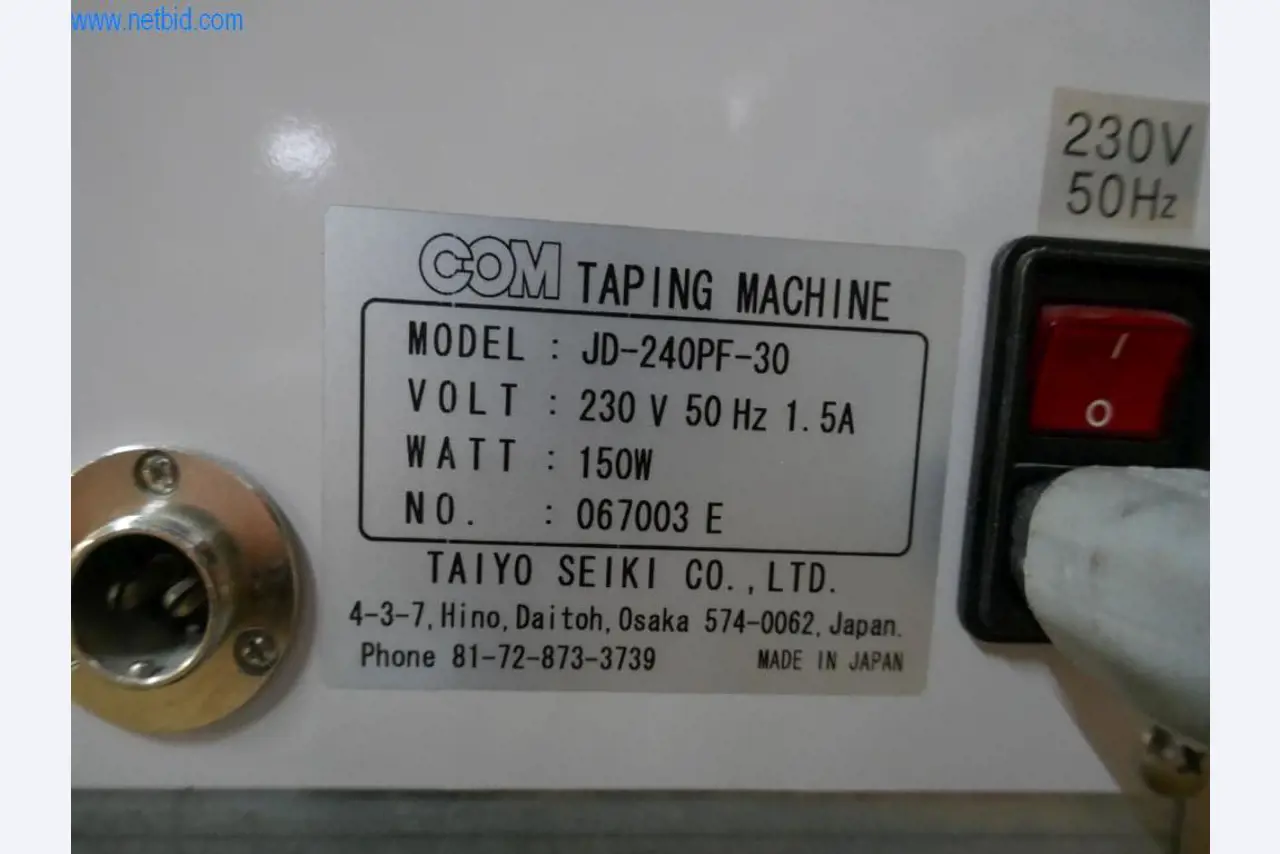 www.netbid.com
230V
50Hz
COM TAPING MACHINE
MODEL : JD-240PF-30
VOLT : 230 V 50 Hz 1.5A
WATT : 150W
NO. : 067003 E
TAIYO SEIKI CO.,LTD.
4-3-7,Hino,Daitoh,Osaka 574-0062,Japan.
Phone 81-72-873-3739 MADE IN JAPAN
I
O